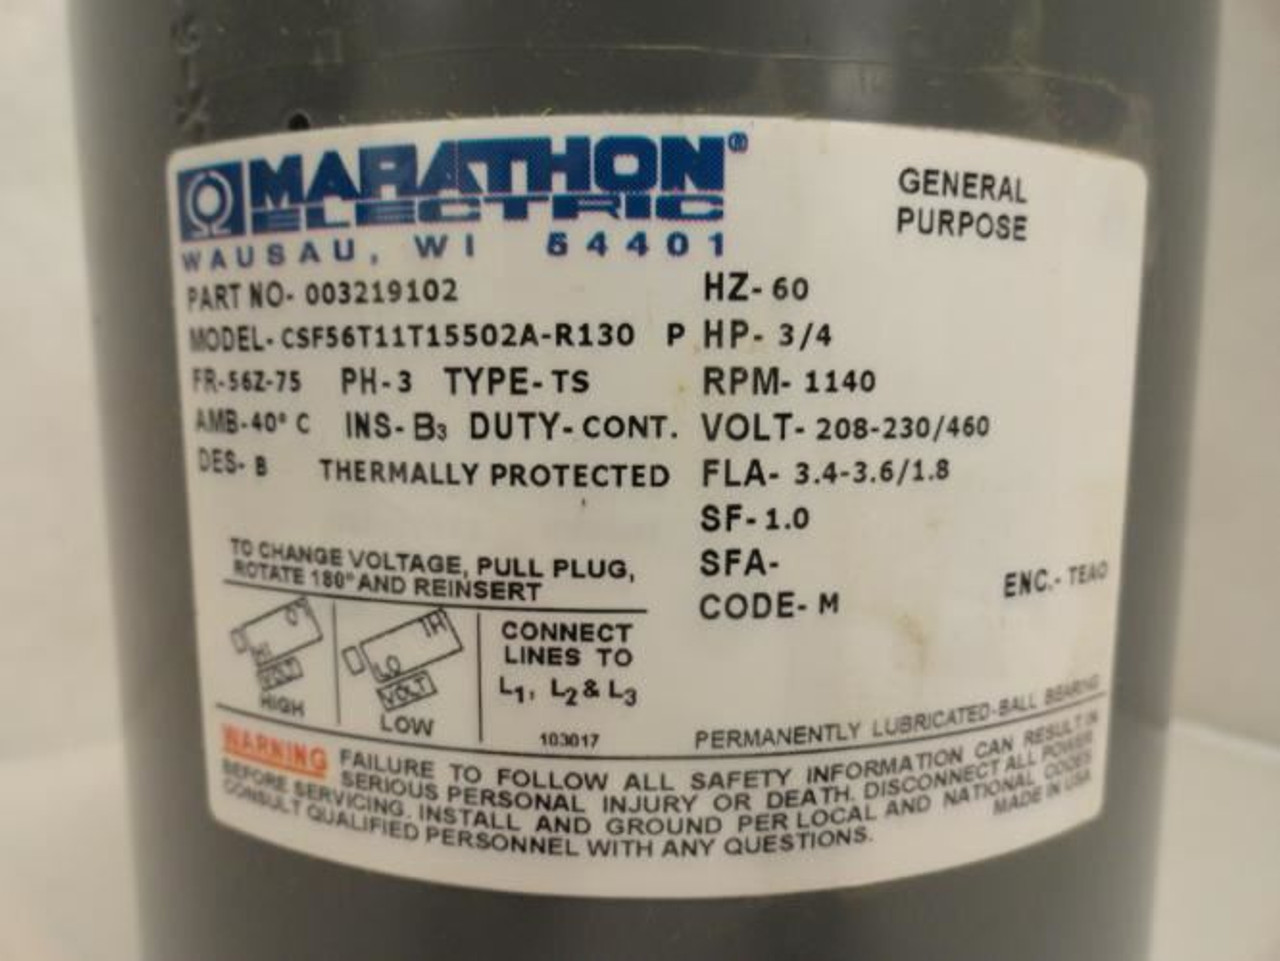 MARATHON®
ELECTRIC
WAUSAU, WI 54401
GENERAL
PURPOSE
PART NO- 003219102
HZ- 60
MODEL- CSF56T11T15502A-R130 P
HP- 3/4
FR-56Z-75 PH-3 TYPE-TS
RPM- 1140
AMB-40° C INS-B3 DUTY-CONT.
VOLT- 208-230/460
DES- B THERMALLY PROTECTED
FLA- 3.4-3.6/1.8
SF-1.0
SFA-
CODE-M
ENC.- TEAO
TO CHANGE VOLTAGE, PULL PLUG,
ROTATE 180° AND REINSERT
HI
VOLT
HIGH
LO
VOLT
LOW
CONNECT
LINES TO
L1, L2 & L3
103017
PERMANENTLY LUBRICATED-BALL BEARING
WARNING FAILURE TO FOLLOW ALL SAFETY INFORMATION CAN RESULT IN
SERIOUS PERSONAL INJURY OR DEATH. DISCONNECT ALL POWER
BEFORE SERVICING. INSTALL AND GROUND PER LOCAL AND NATIONAL CODES
CONSULT QUALIFIED PERSONNEL WITH ANY QUESTIONS.
MADE IN USA